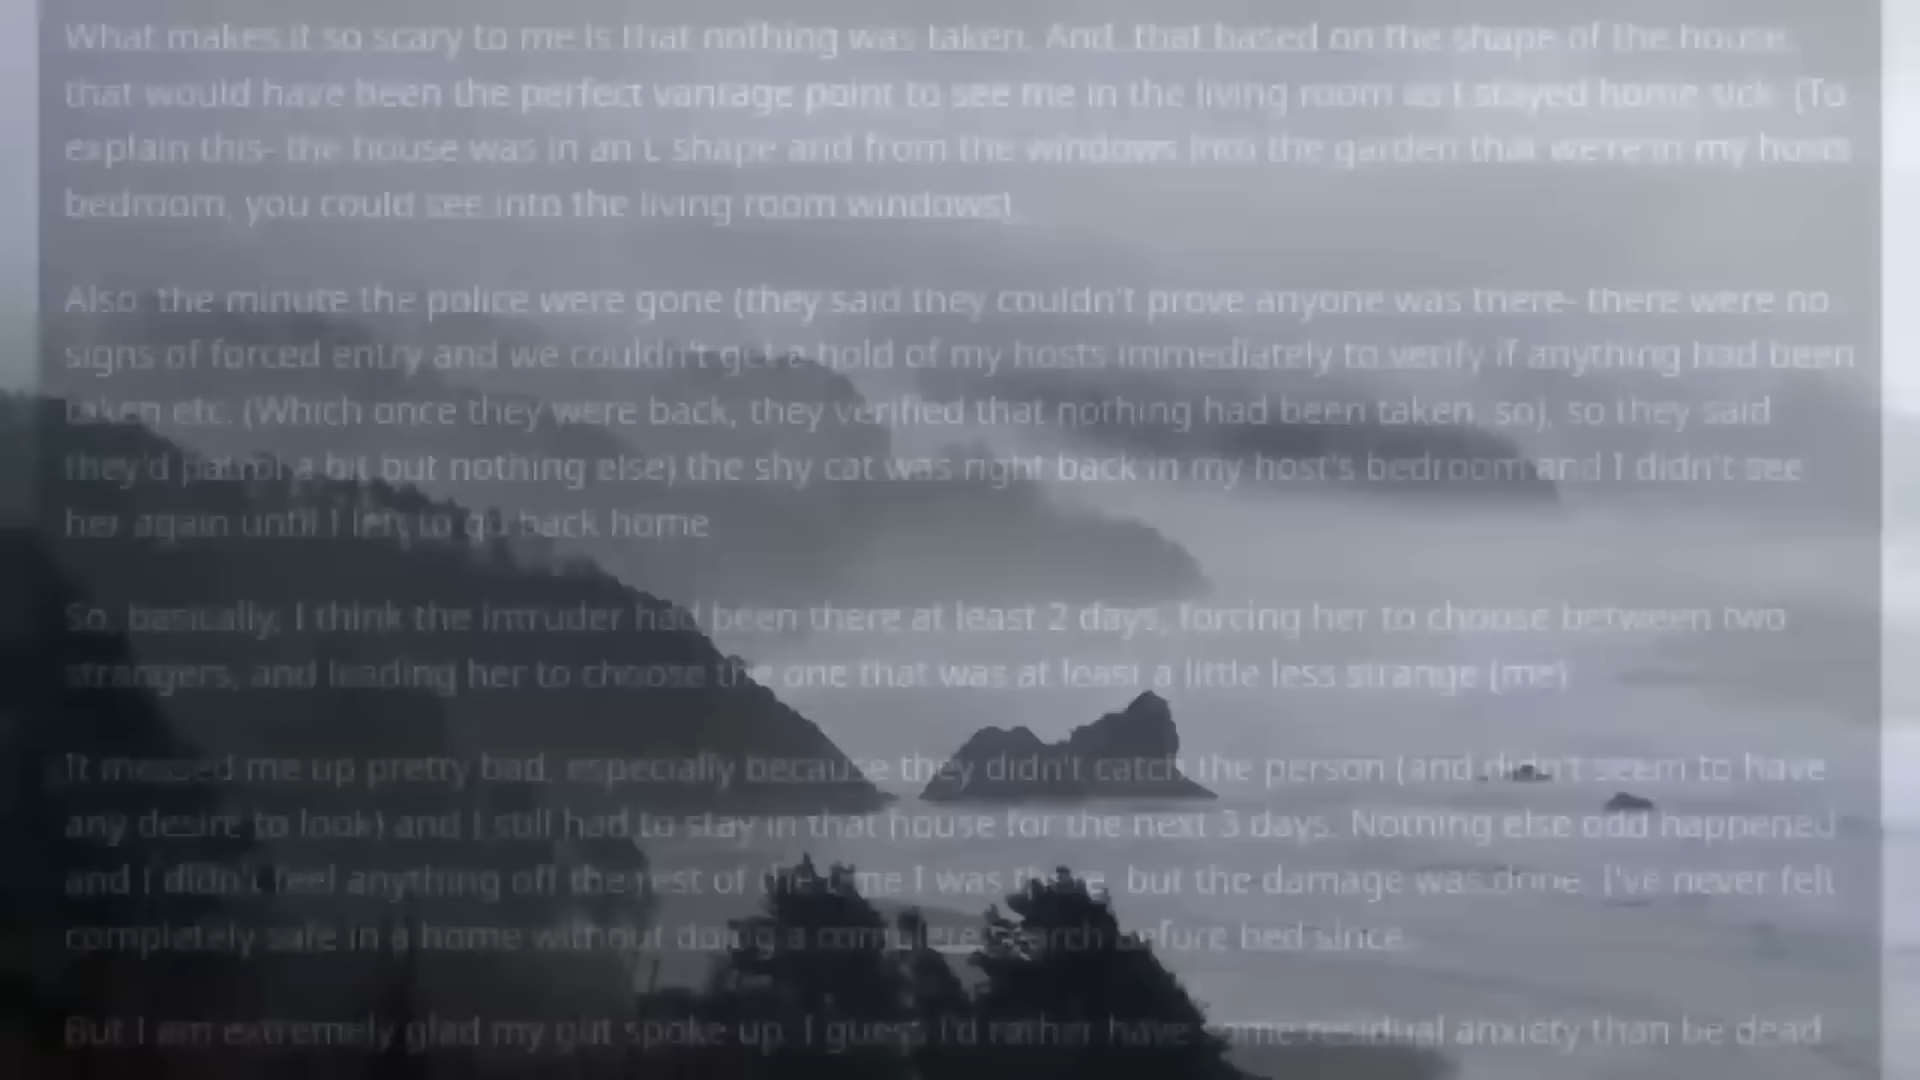 What makes it so scary to me is that nothing was taken. And, that based on the shape of the house,
that would have been the perfect vantage point to see me in the living room as I stayed home sick. (To
explain this- the house was in an L shape and from the windows into the garden that were in my hosts
bedroom, you could see into the living room windows).
Also, the minute the police were gone (they said they couldn't prove anyone was there- there were no
signs of forced entry and we couldn't get a hold of my hosts immediately to verify if anything had been
taken etc. (Which once they were back, they verified that nothing had been taken, so), so they said
they'd patrol a bit but nothing else) the shy cat was right back in my host's bedroom and I didn't see
her again until I left to go back home
So, basically, I think the intruder had been there at least 2 days, forcing her to choose between two
strangers, and leading her to choose the one that was at least a little less strange (me)
It messed me up pretty bad, especially because they didn't catch the person (and didn't seem to have
any desire to look) and I still had to stay in that house for the next 3 days. Nothing else odd happened
and I didn't feel anything off the rest of the time I was there, but the damage was done. I've never felt
completely safe in a home without doing a complete search before bed since.
But I am extremely glad my gut spoke up. I guess I'd rather have some residual anxiety than be dead